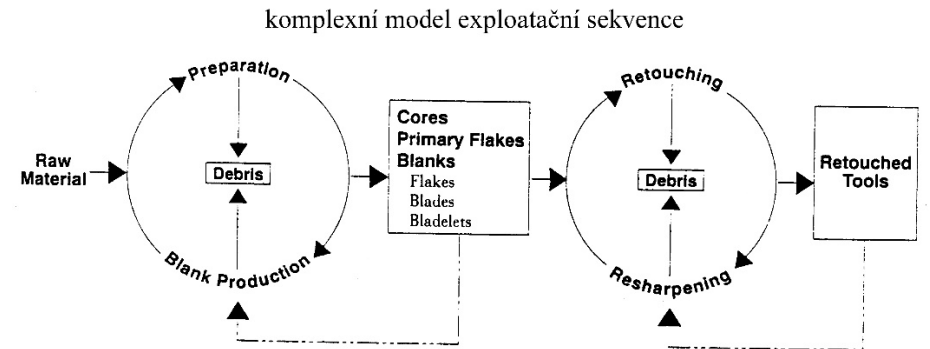 komplexní model exploatační sekvence
Raw
Material
Preparation
Debris
Blank Production
Cores
Primary Flakes
Blanks
Flakes
Blades
Bladelets
Retouching
Debris
Resharpening
Retouched
Tools